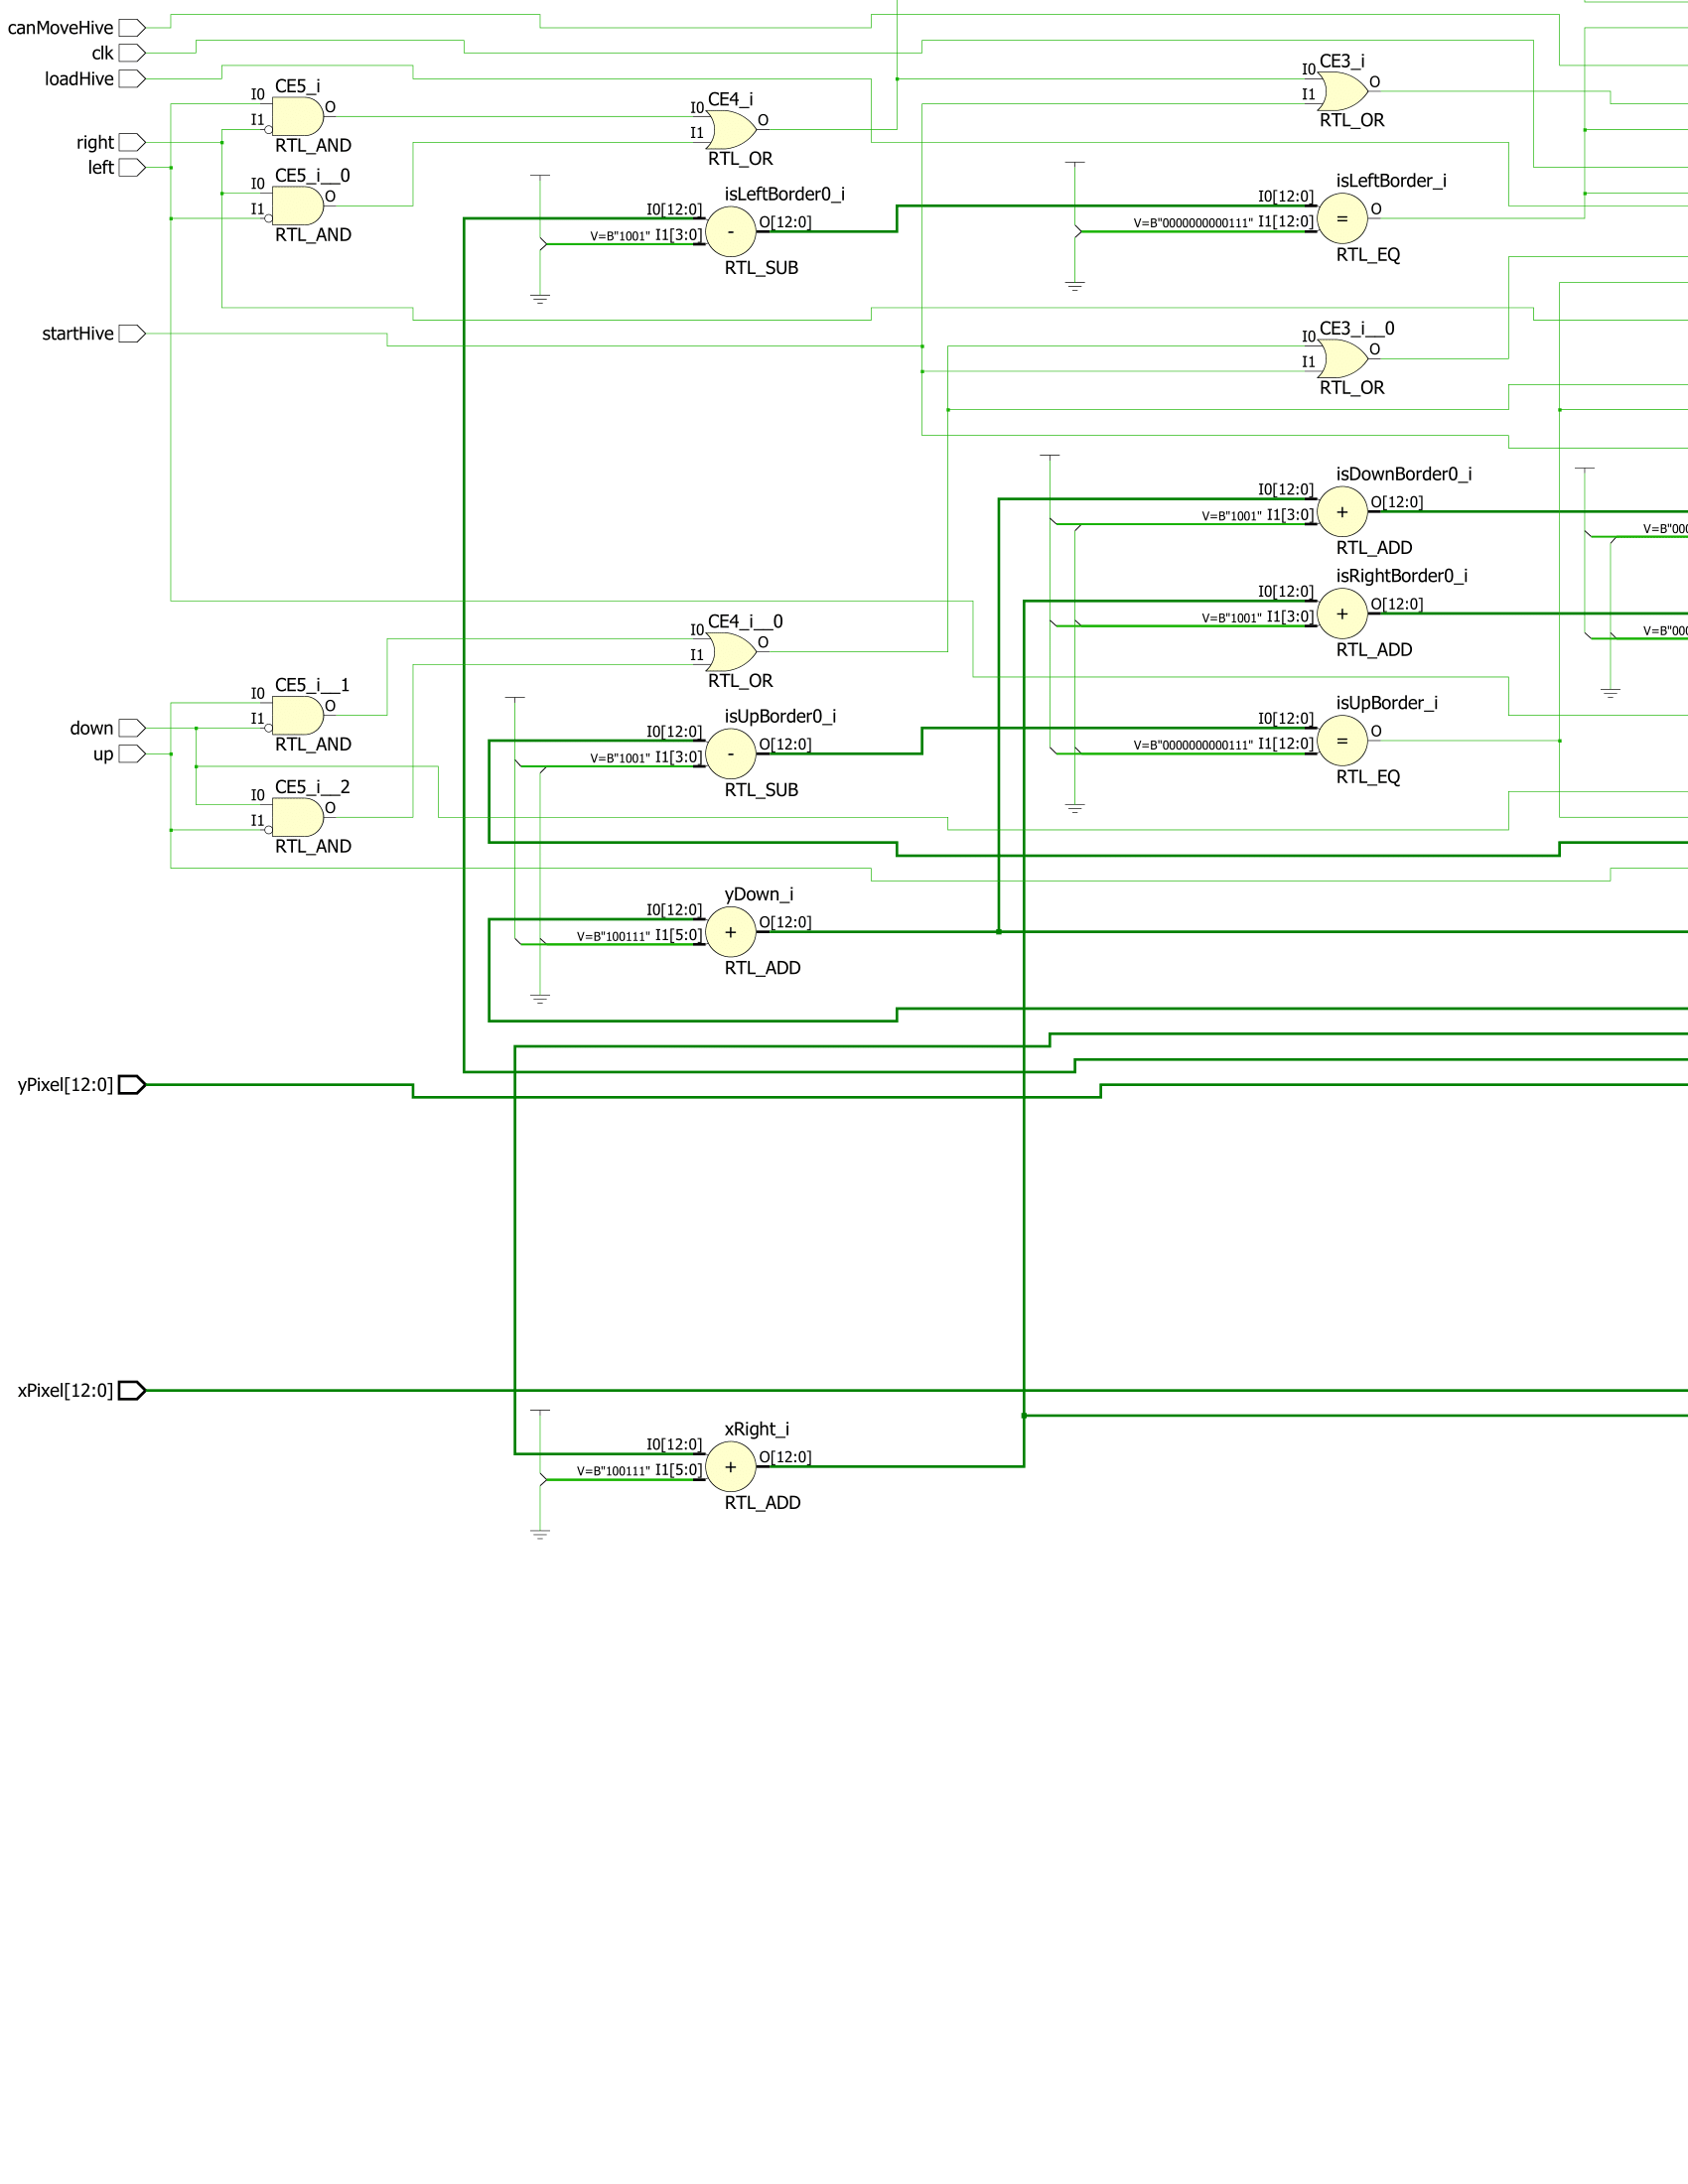 canMoveHive
clk
loadHive
right
left
startHive
down
up
yPixel[12:0]
xPixel[12:0]
CE5_i
I0
I1
O
RTL_AND
CE5_i__0
I0
I1
O
RTL_AND
CE4_i
I0
I1
O
RTL_OR
CE3_i
I0
I1
O
RTL_OR
isLeftBorder0_i
I0[12:0]
V=B"1001" I1[3:0]
O[12:0]
-
RTL_SUB
isLeftBorder_i
I0[12:0]
V=B"0000000000111" I1[12:0]
O
=
RTL_EQ
CE3_i__0
I0
I1
O
RTL_OR
isDownBorder0_i
I0[12:0]
V=B"1001" I1[3:0]
O[12:0]
+
RTL_ADD
V=B"000
isRightBorder0_i
I0[12:0]
V=B"1001" I1[3:0]
O[12:0]
+
RTL_ADD
V=B"000
CE4_i__0
I0
I1
O
RTL_OR
CE5_i__1
I0
I1
O
RTL_AND
isUpBorder0_i
I0[12:0]
V=B"1001" I1[3:0]
O[12:0]
-
RTL_SUB
isUpBorder_i
I0[12:0]
V=B"0000000000111" I1[12:0]
O
=
RTL_EQ
CE5_i__2
I0
I1
O
RTL_AND
yDown_i
I0[12:0]
V=B"100111" I1[5:0]
O[12:0]
+
RTL_ADD
xRight_i
I0[12:0]
V=B"100111" I1[5:0]
O[12:0]
+
RTL_ADD